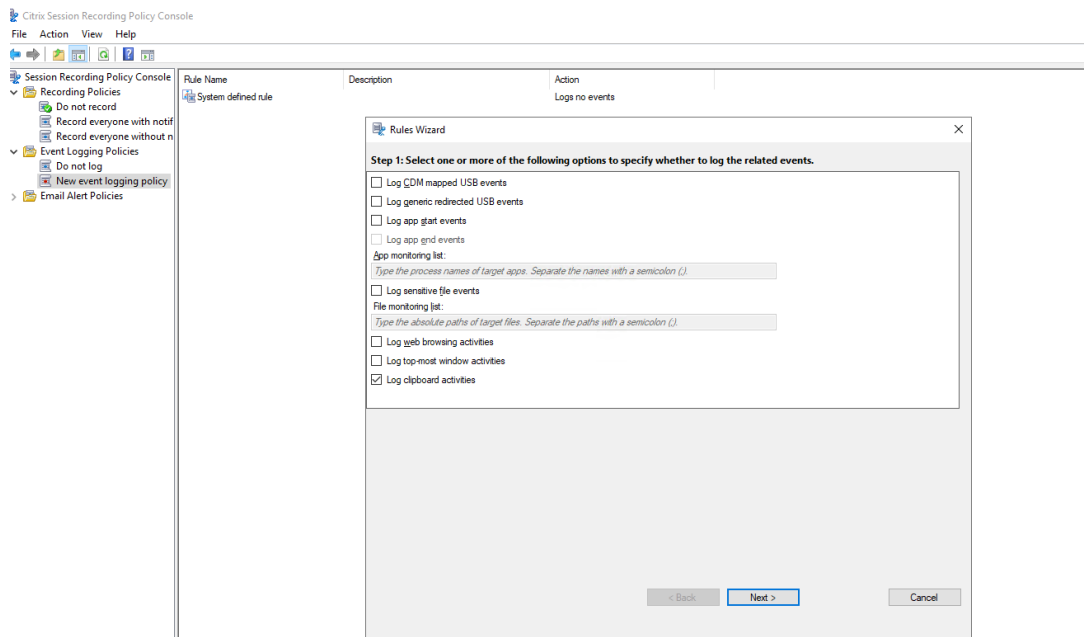 Citrix Session Recording Policy Console
File Action View Help
Session Recording Policy Console
Recording Policies
Do not record
Record everyone with notif
Record everyone without n
Event Logging Policies
Do not log
New event logging policy
Email Alert Policies
Rule Name Description Action
System defined rule Logs no events
Rules Wizard
Step 1: Select one or more of the following options to specify whether to log the related events.
Log CDM mapped USB events
Log generic redirected USB events
Log app start events
Log app end events
App monitoring list:
Type the process names of target apps. Separate the names with a semicolon (;).
Log sensitive file events
File monitoring list:
Type the absolute paths of target files. Separate the paths with a semicolon (;).
Log web browsing activities
Log top-most window activities
Log clipboard activities
< Back Next > Cancel